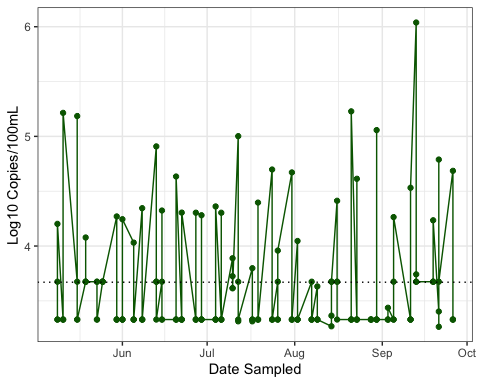 6
5
4
Log10 Copies/100mL
Jun Jul Aug Sep Oct
Date Sampled